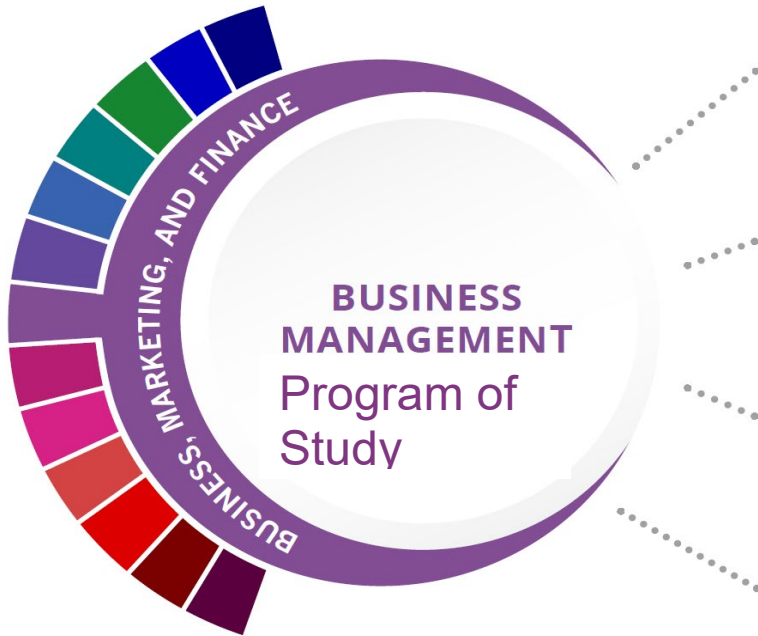 BUSINESS, MARKETING, AND FINANCE
BUSINESS
MANAGEMENT
Program of
Study